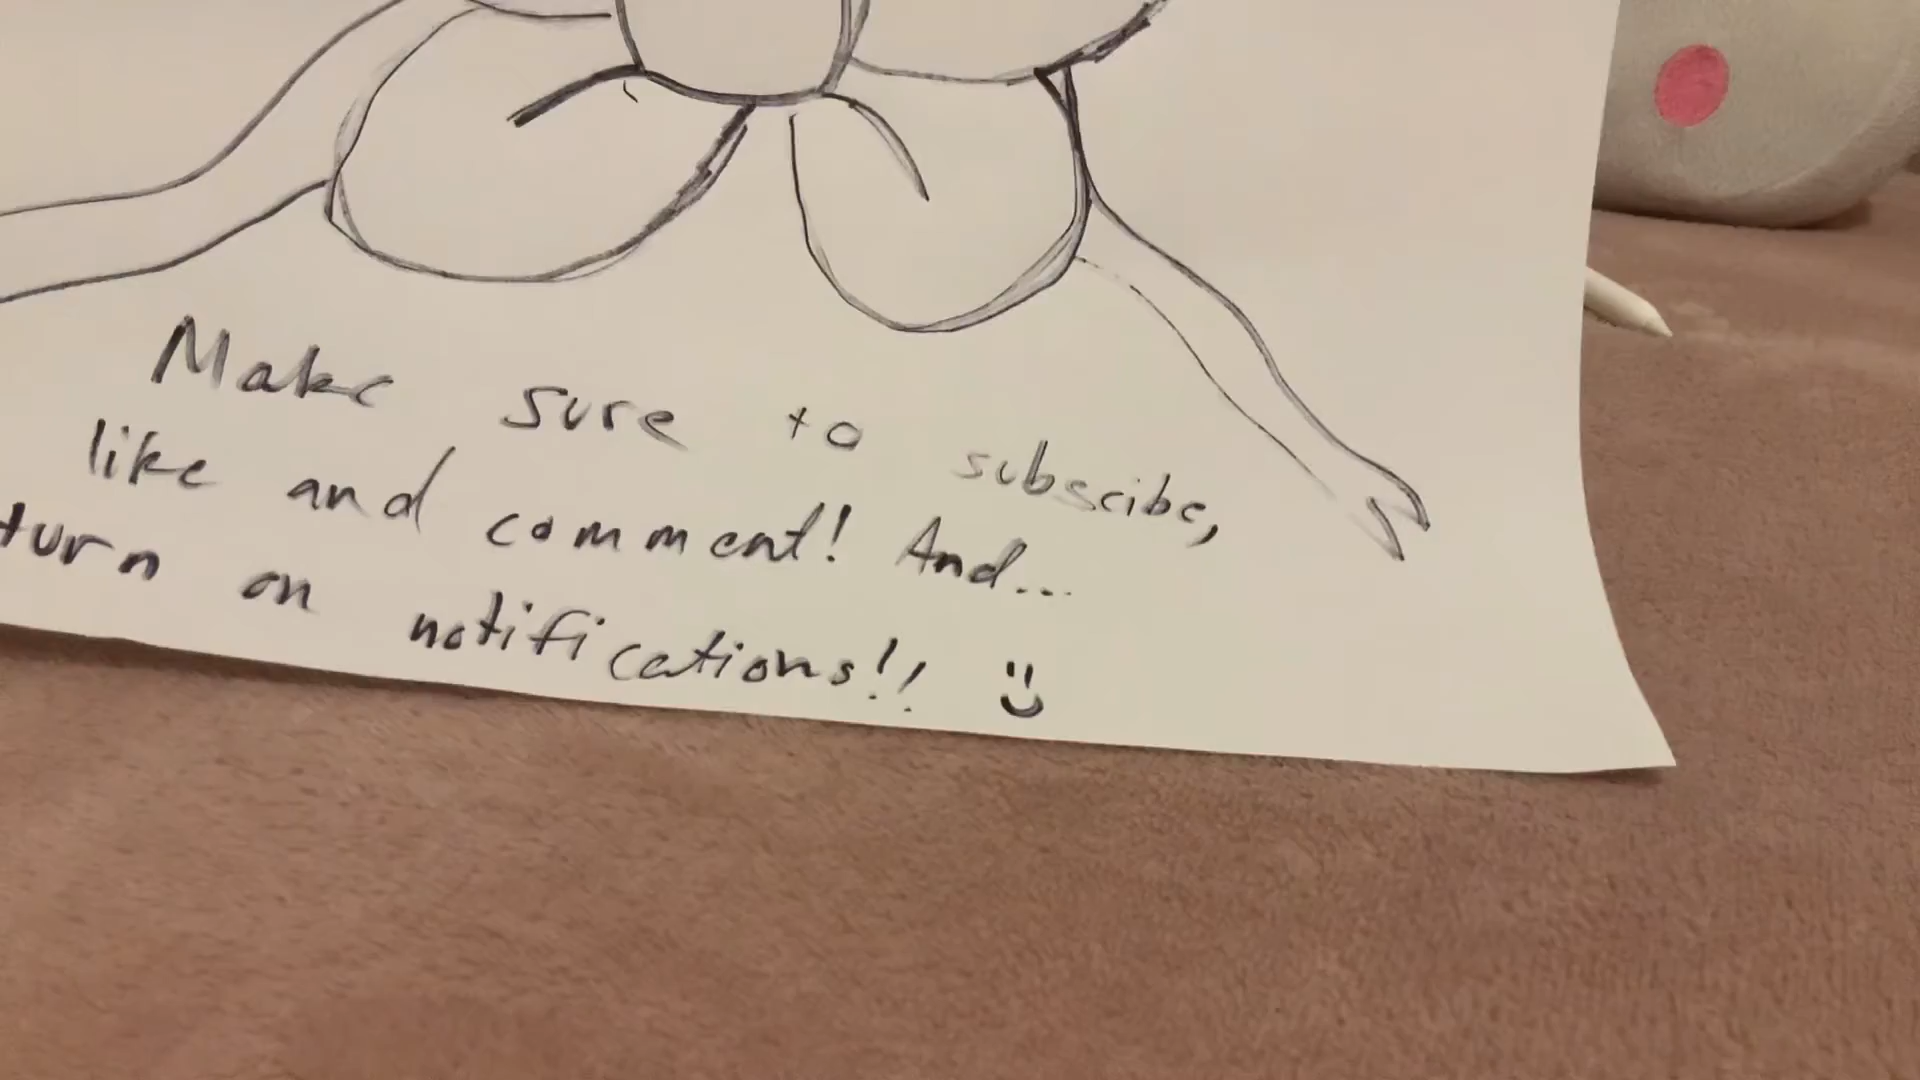 Make sure to subscibe,
like and comment! And...
turn on notifications!! :)